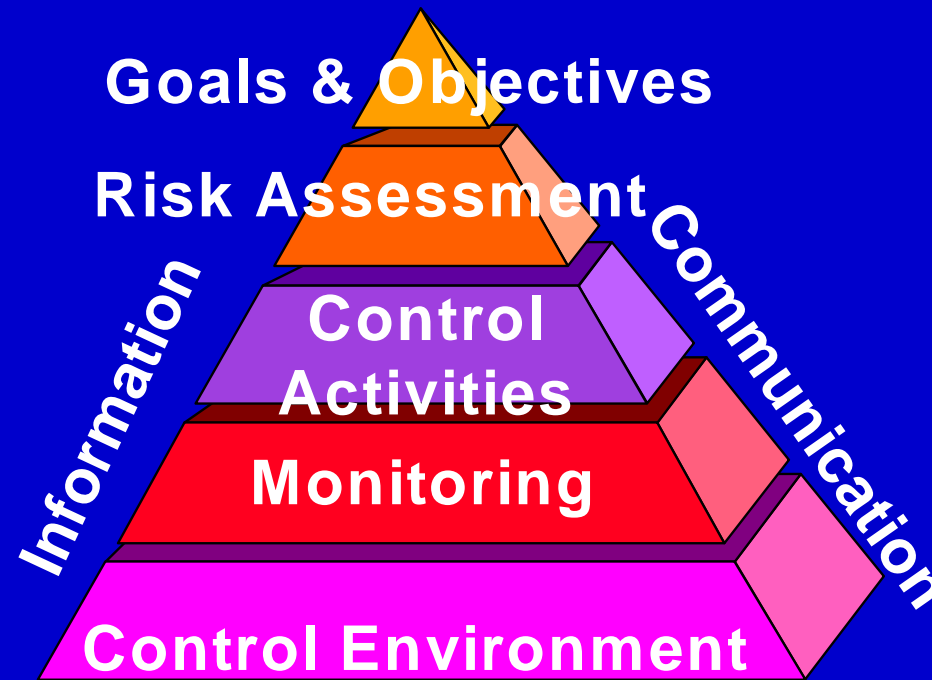 Goals & Objectives
Risk Assessment
Control
Activities
Monitoring
Control Environment
Information
Communication